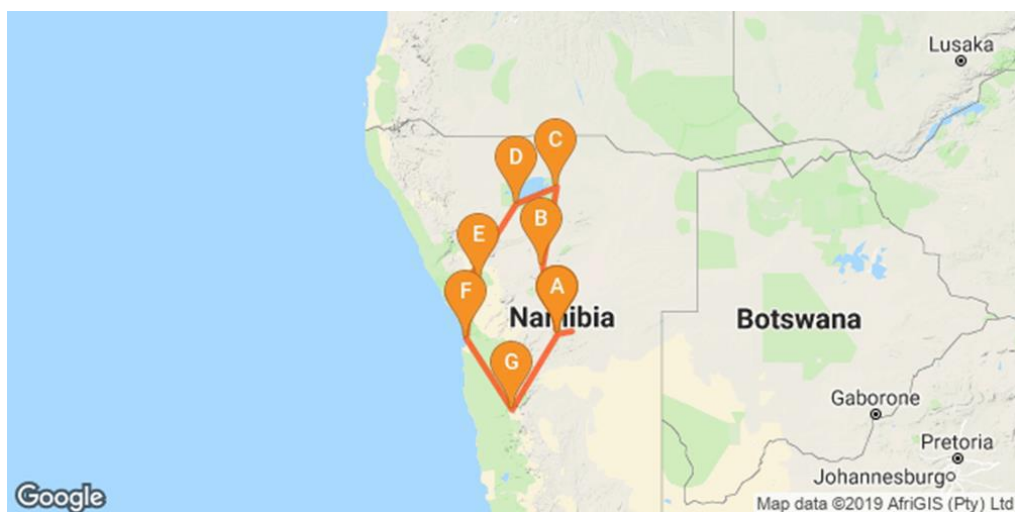 Lusaka
C
D
B
E
A
F
Namibia
Botswana
G
Gaborone
Pretoria
Johannesburg
Google
Map data ©2019 AfriGIS (Pty) Ltd